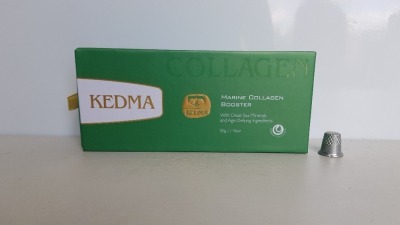 COLLAGEN
KEDMA
KEDMA
MARINE COLLAGEN
BOOSTER
With Dead Sea Minerals
and Age-Defying Ingredients